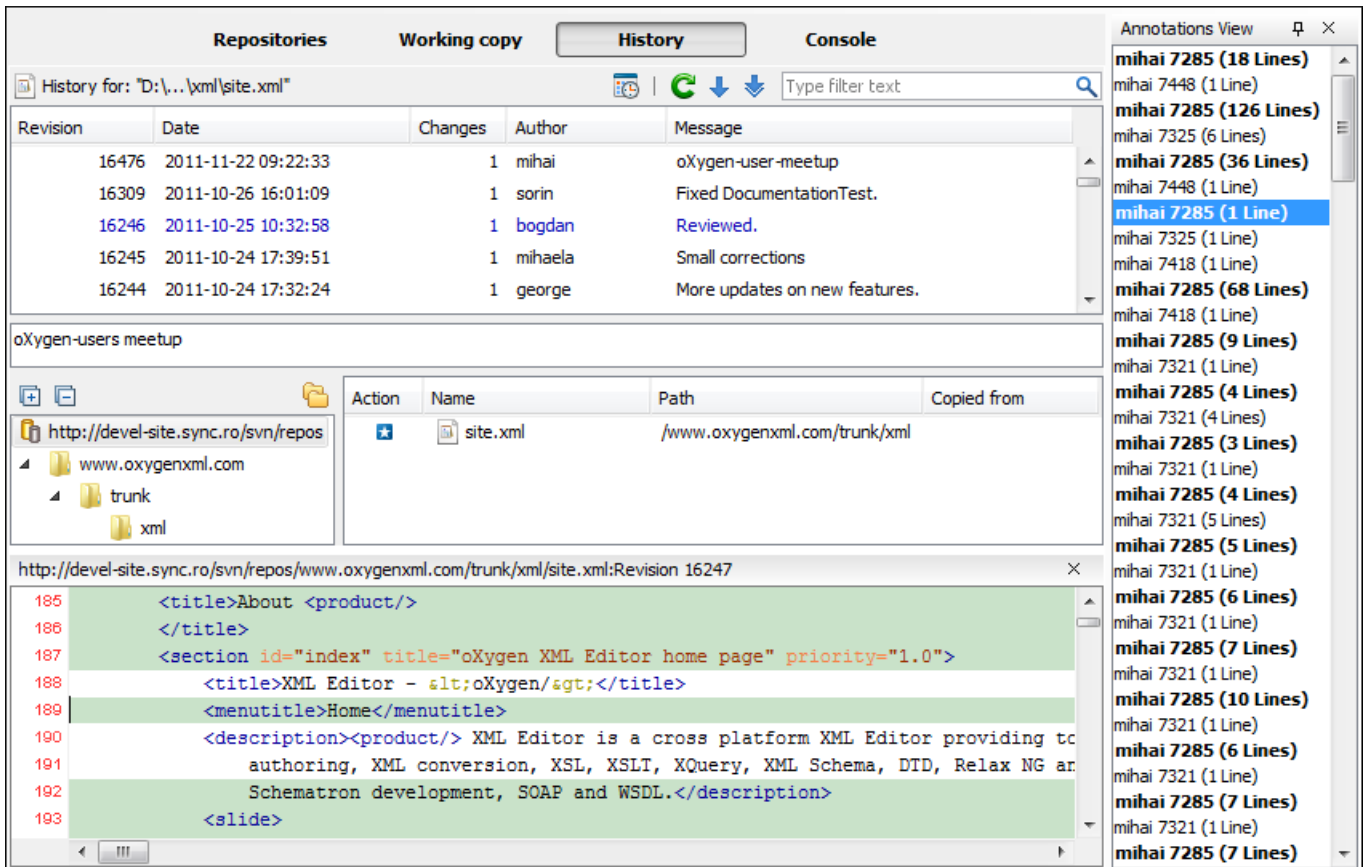 Repositories Working copy History Console
History for: "D:\...\xml\site.xml" Type filter text
Revision Date Changes Author Message
16476 2011-11-22 09:22:33 1 mihai oXygen-user-meetup
16309 2011-10-26 16:01:09 1 sorin Fixed DocumentationTest.
16246 2011-10-25 10:32:58 1 bogdan Reviewed.
16245 2011-10-24 17:39:51 1 mihaela Small corrections
16244 2011-10-24 17:32:24 1 george More updates on new features.
oXygen-users meetup
http://devel-site.sync.ro/svn/repos
www.oxygenxml.com
trunk
xml
Action Name Path Copied from
site.xml /www.oxygenxml.com/trunk/xml
http://devel-site.sync.ro/svn/repos/www.oxygenxml.com/trunk/xml/site.xml:Revision 16247
185 <title>About <product/>
186 </title>
187 <section id="index" title="oXygen XML Editor home page" priority="1.0">
188 <title>XML Editor - &lt;oXygen/&gt;</title>
189 <menutitle>Home</menutitle>
190 <description><product/> XML Editor is a cross platform XML Editor providing to
191 authoring, XML conversion, XSL, XSLT, XQuery, XML Schema, DTD, Relax NG an
192 Schematron development, SOAP and WSDL.</description>
193 <slide>
Annotations View
mihai 7285 (18 Lines)
mihai 7448 (1 Line)
mihai 7285 (126 Lines)
mihai 7325 (6 Lines)
mihai 7285 (36 Lines)
mihai 7448 (1 Line)
mihai 7285 (1 Line)
mihai 7325 (1 Line)
mihai 7418 (1 Line)
mihai 7285 (68 Lines)
mihai 7418 (1 Line)
mihai 7285 (9 Lines)
mihai 7321 (1 Line)
mihai 7285 (4 Lines)
mihai 7321 (4 Lines)
mihai 7285 (3 Lines)
mihai 7321 (1 Line)
mihai 7285 (4 Lines)
mihai 7321 (5 Lines)
mihai 7285 (5 Lines)
mihai 7321 (1 Line)
mihai 7285 (6 Lines)
mihai 7321 (1 Line)
mihai 7285 (7 Lines)
mihai 7321 (1 Line)
mihai 7285 (10 Lines)
mihai 7321 (1 Line)
mihai 7285 (6 Lines)
mihai 7321 (1 Line)
mihai 7285 (7 Lines)
mihai 7321 (1 Line)
mihai 7285 (7 Lines)